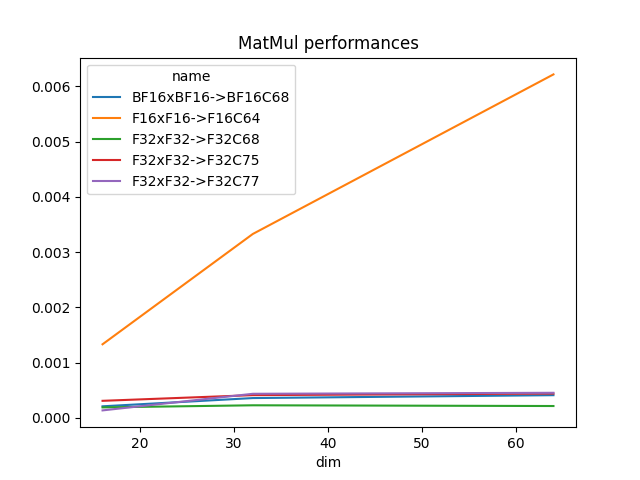 MatMul performances
name
BF16xBF16->BF16C68
F16xF16->F16C64
F32xF32->F32C68
F32xF32->F32C75
F32xF32->F32C77
0.006
0.005
0.004
0.003
0.002
0.001
0.000
20 30 40 50 60
dim